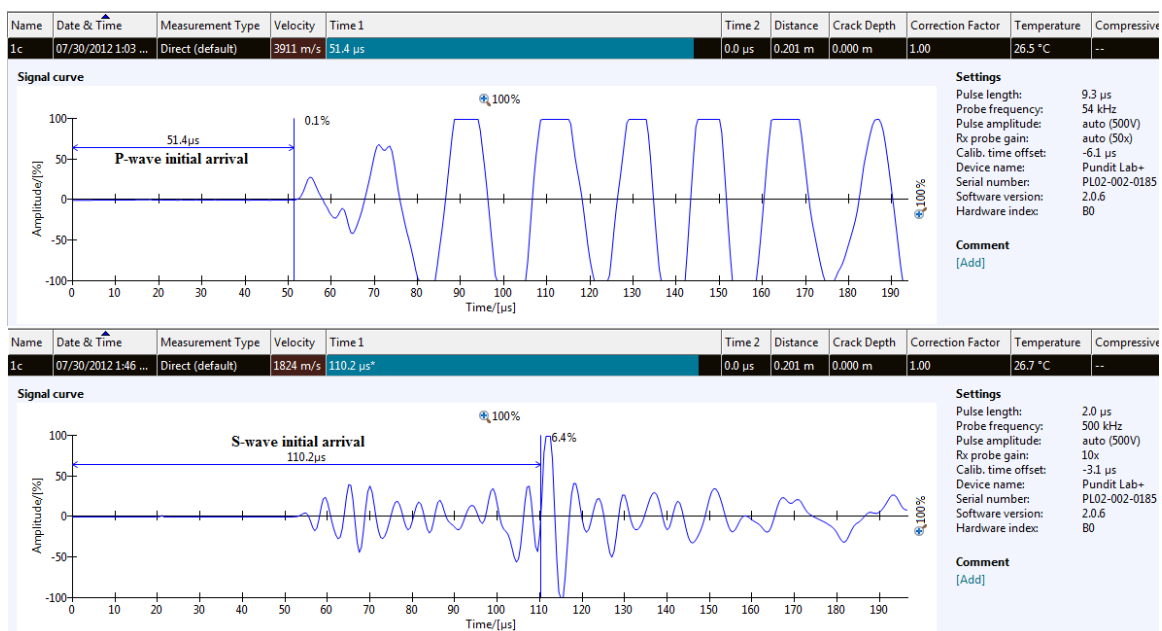 Name Date & Time Measurement Type Velocity Time 1 Time 2 Distance Crack Depth Correction Factor Temperature Compressive
1c 07/30/2012 1:03 ... Direct (default) 3911 m/s 51.4 µs 0.0 µs 0.201 m 0.000 m 1.00 26.5 °C --
Signal curve
Settings
Pulse length: 9.3 µs
Probe frequency: 54 kHz
Pulse amplitude: auto (500V)
Rx probe gain: auto (50x)
Calib. time offset: -6.1 µs
Device name: Pundit Lab+
Serial number: PL02-002-0185
Software version: 2.0.6
Hardware index: B0
Comment
[Add]
100%
100
50
0
-50
-100
Amplitude/[%]
0.1%
51.4µs
P-wave initial arrival
100%
0 10 20 30 40 50 60 70 80 90 100 110 120 130 140 150 160 170 180 190
Time/[µs]
Name Date & Time Measurement Type Velocity Time 1 Time 2 Distance Crack Depth Correction Factor Temperature Compressive
1c 07/30/2012 1:46 ... Direct (default) 1824 m/s 110.2 µs* 0.0 µs 0.201 m 0.000 m 1.00 26.7 °C --
Signal curve
Settings
Pulse length: 2.0 µs
Probe frequency: 500 kHz
Pulse amplitude: auto (500V)
Rx probe gain: 10x
Calib. time offset: -3.1 µs
Device name: Pundit Lab+
Serial number: PL02-002-0185
Software version: 2.0.6
Hardware index: B0
Comment
[Add]
100%
100
50
0
-50
-100
Amplitude/[%]
S-wave initial arrival
6.4%
110.2µs
100%
0 10 20 30 40 50 60 70 80 90 100 110 120 130 140 150 160 170 180 190
Time/[µs]